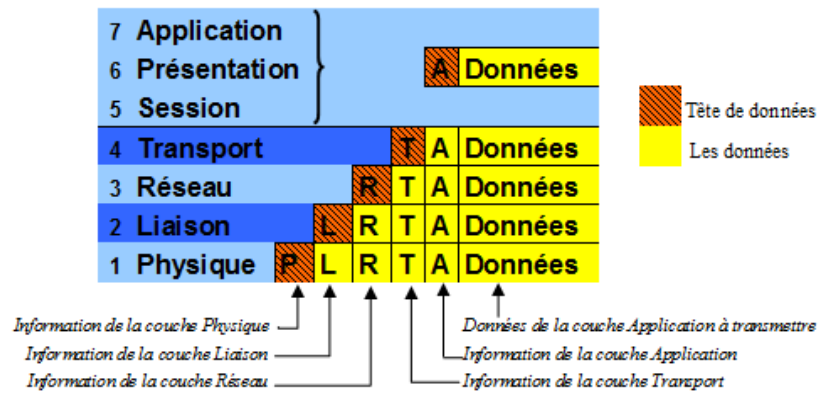 7 Application
6 Présentation A Données
5 Session
4 Transport T A Données
3 Réseau R T A Données
2 Liaison L R T A Données
1 Physique P L R T A Données
Tête de données
Les données
Information de la couche Physique
Information de la couche Liaison
Information de la couche Réseau
Données de la couche Application à transmettre
Information de la couche Application
Information de la couche Transport